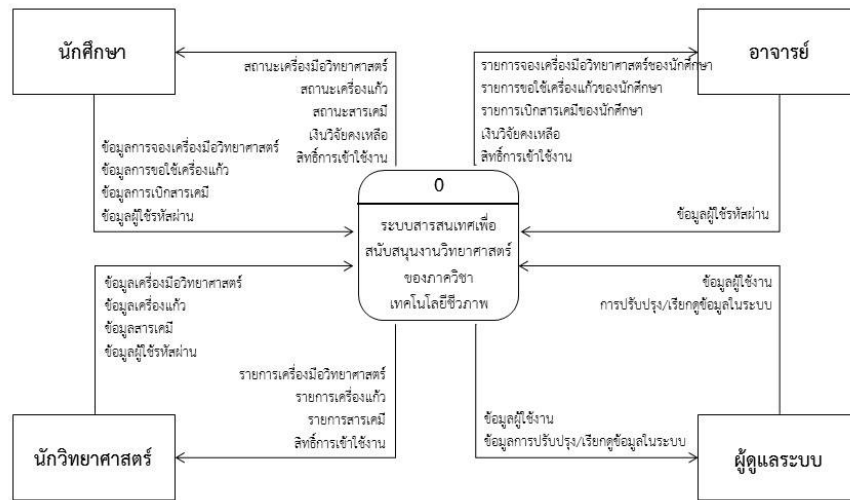 นักศึกษา
อาจารย์
สถานะเครื่องมือวิทยาศาสตร์
สถานะเครื่องแก้ว
สถานะสารเคมี
เงินวิจัยคงเหลือ
สิทธิ์การเข้าใช้งาน
รายการจองเครื่องมือวิทยาศาสตร์ของนักศึกษา
รายการขอใช้เครื่องแก้วของนักศึกษา
รายการเบิกสารเคมีของนักศึกษา
เงินวิจัยคงเหลือ
สิทธิ์การเข้าใช้งาน
ข้อมูลการจองเครื่องมือวิทยาศาสตร์
ข้อมูลการขอใช้เครื่องแก้ว
ข้อมูลการเบิกสารเคมี
ข้อมูลผู้ใช้รหัสผ่าน
0
ระบบสารสนเทศเพื่อ
สนับสนุนงานวิทยาศาสตร์
ของภาควิชา
เทคโนโลยีชีวภาพ
ข้อมูลผู้ใช้รหัสผ่าน
ข้อมูลเครื่องมือวิทยาศาสตร์
ข้อมูลเครื่องแก้ว
ข้อมูลสารเคมี
ข้อมูลผู้ใช้รหัสผ่าน
ข้อมูลผู้ใช้งาน
การปรับปรุง/เรียกดูข้อมูลในระบบ
รายการเครื่องมือวิทยาศาสตร์
รายการเครื่องแก้ว
รายการสารเคมี
สิทธิ์การเข้าใช้งาน
ข้อมูลผู้ใช้งาน
ข้อมูลการปรับปรุง/เรียกดูข้อมูลในระบบ
นักวิทยาศาสตร์
ผู้ดูแลระบบ